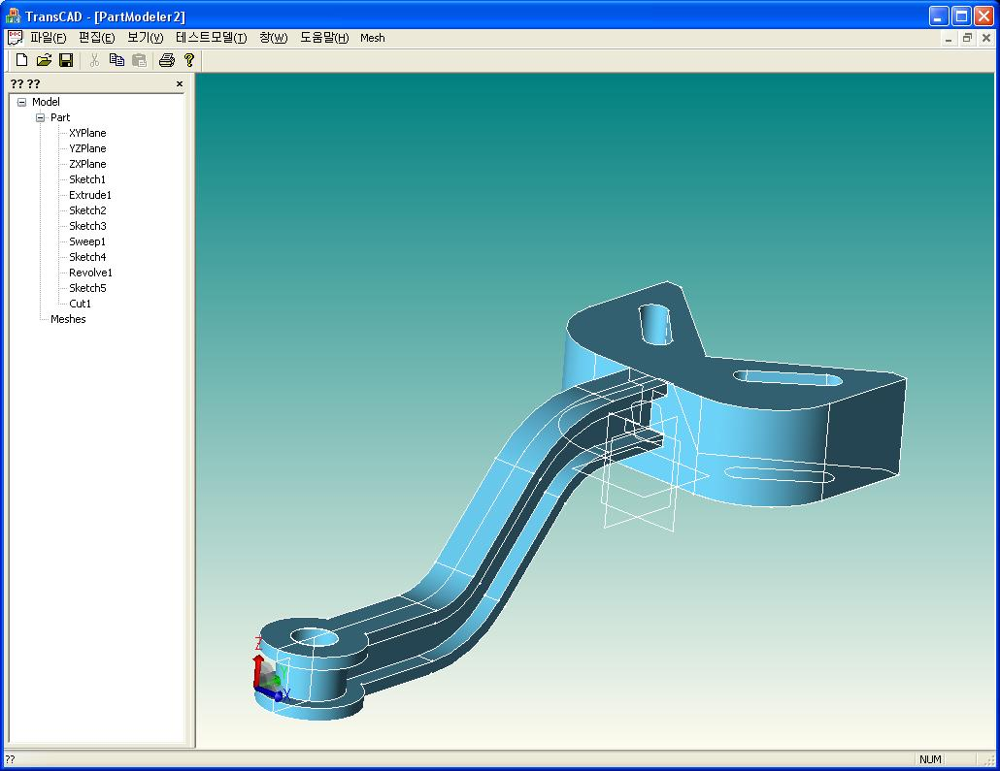 TransCAD - [PartModeler2]
파일(F) 편집(E) 보기(V) 테스트모델(T) 창(W) 도움말(H) Mesh
?? ??
Model
Part
XYPlane
YZPlane
ZXPlane
Sketch1
Extrude1
Sketch2
Sketch3
Sweep1
Sketch4
Revolve1
Sketch5
Cut1
Meshes
Z
Y
X
?? NUM